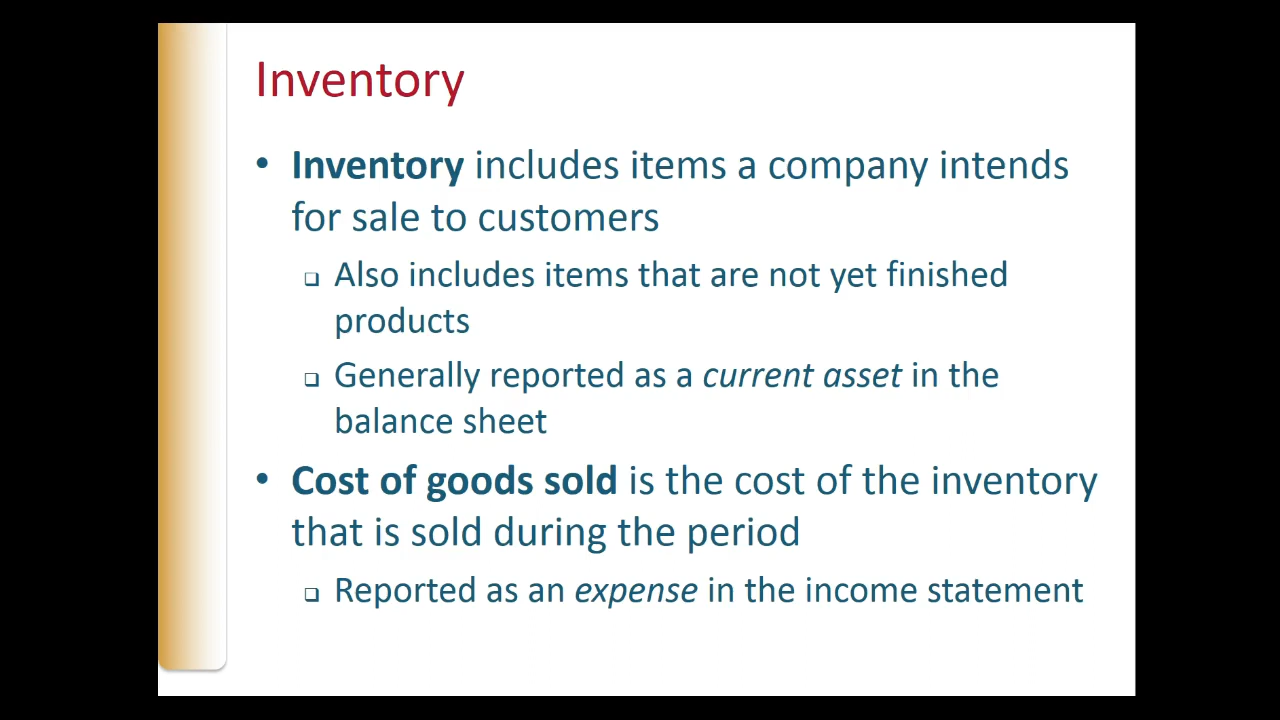 Inventory
• Inventory includes items a company intends
for sale to customers
❑ Also includes items that are not yet finished
products
❑ Generally reported as a current asset in the
balance sheet
• Cost of goods sold is the cost of the inventory
that is sold during the period
❑ Reported as an expense in the income statement